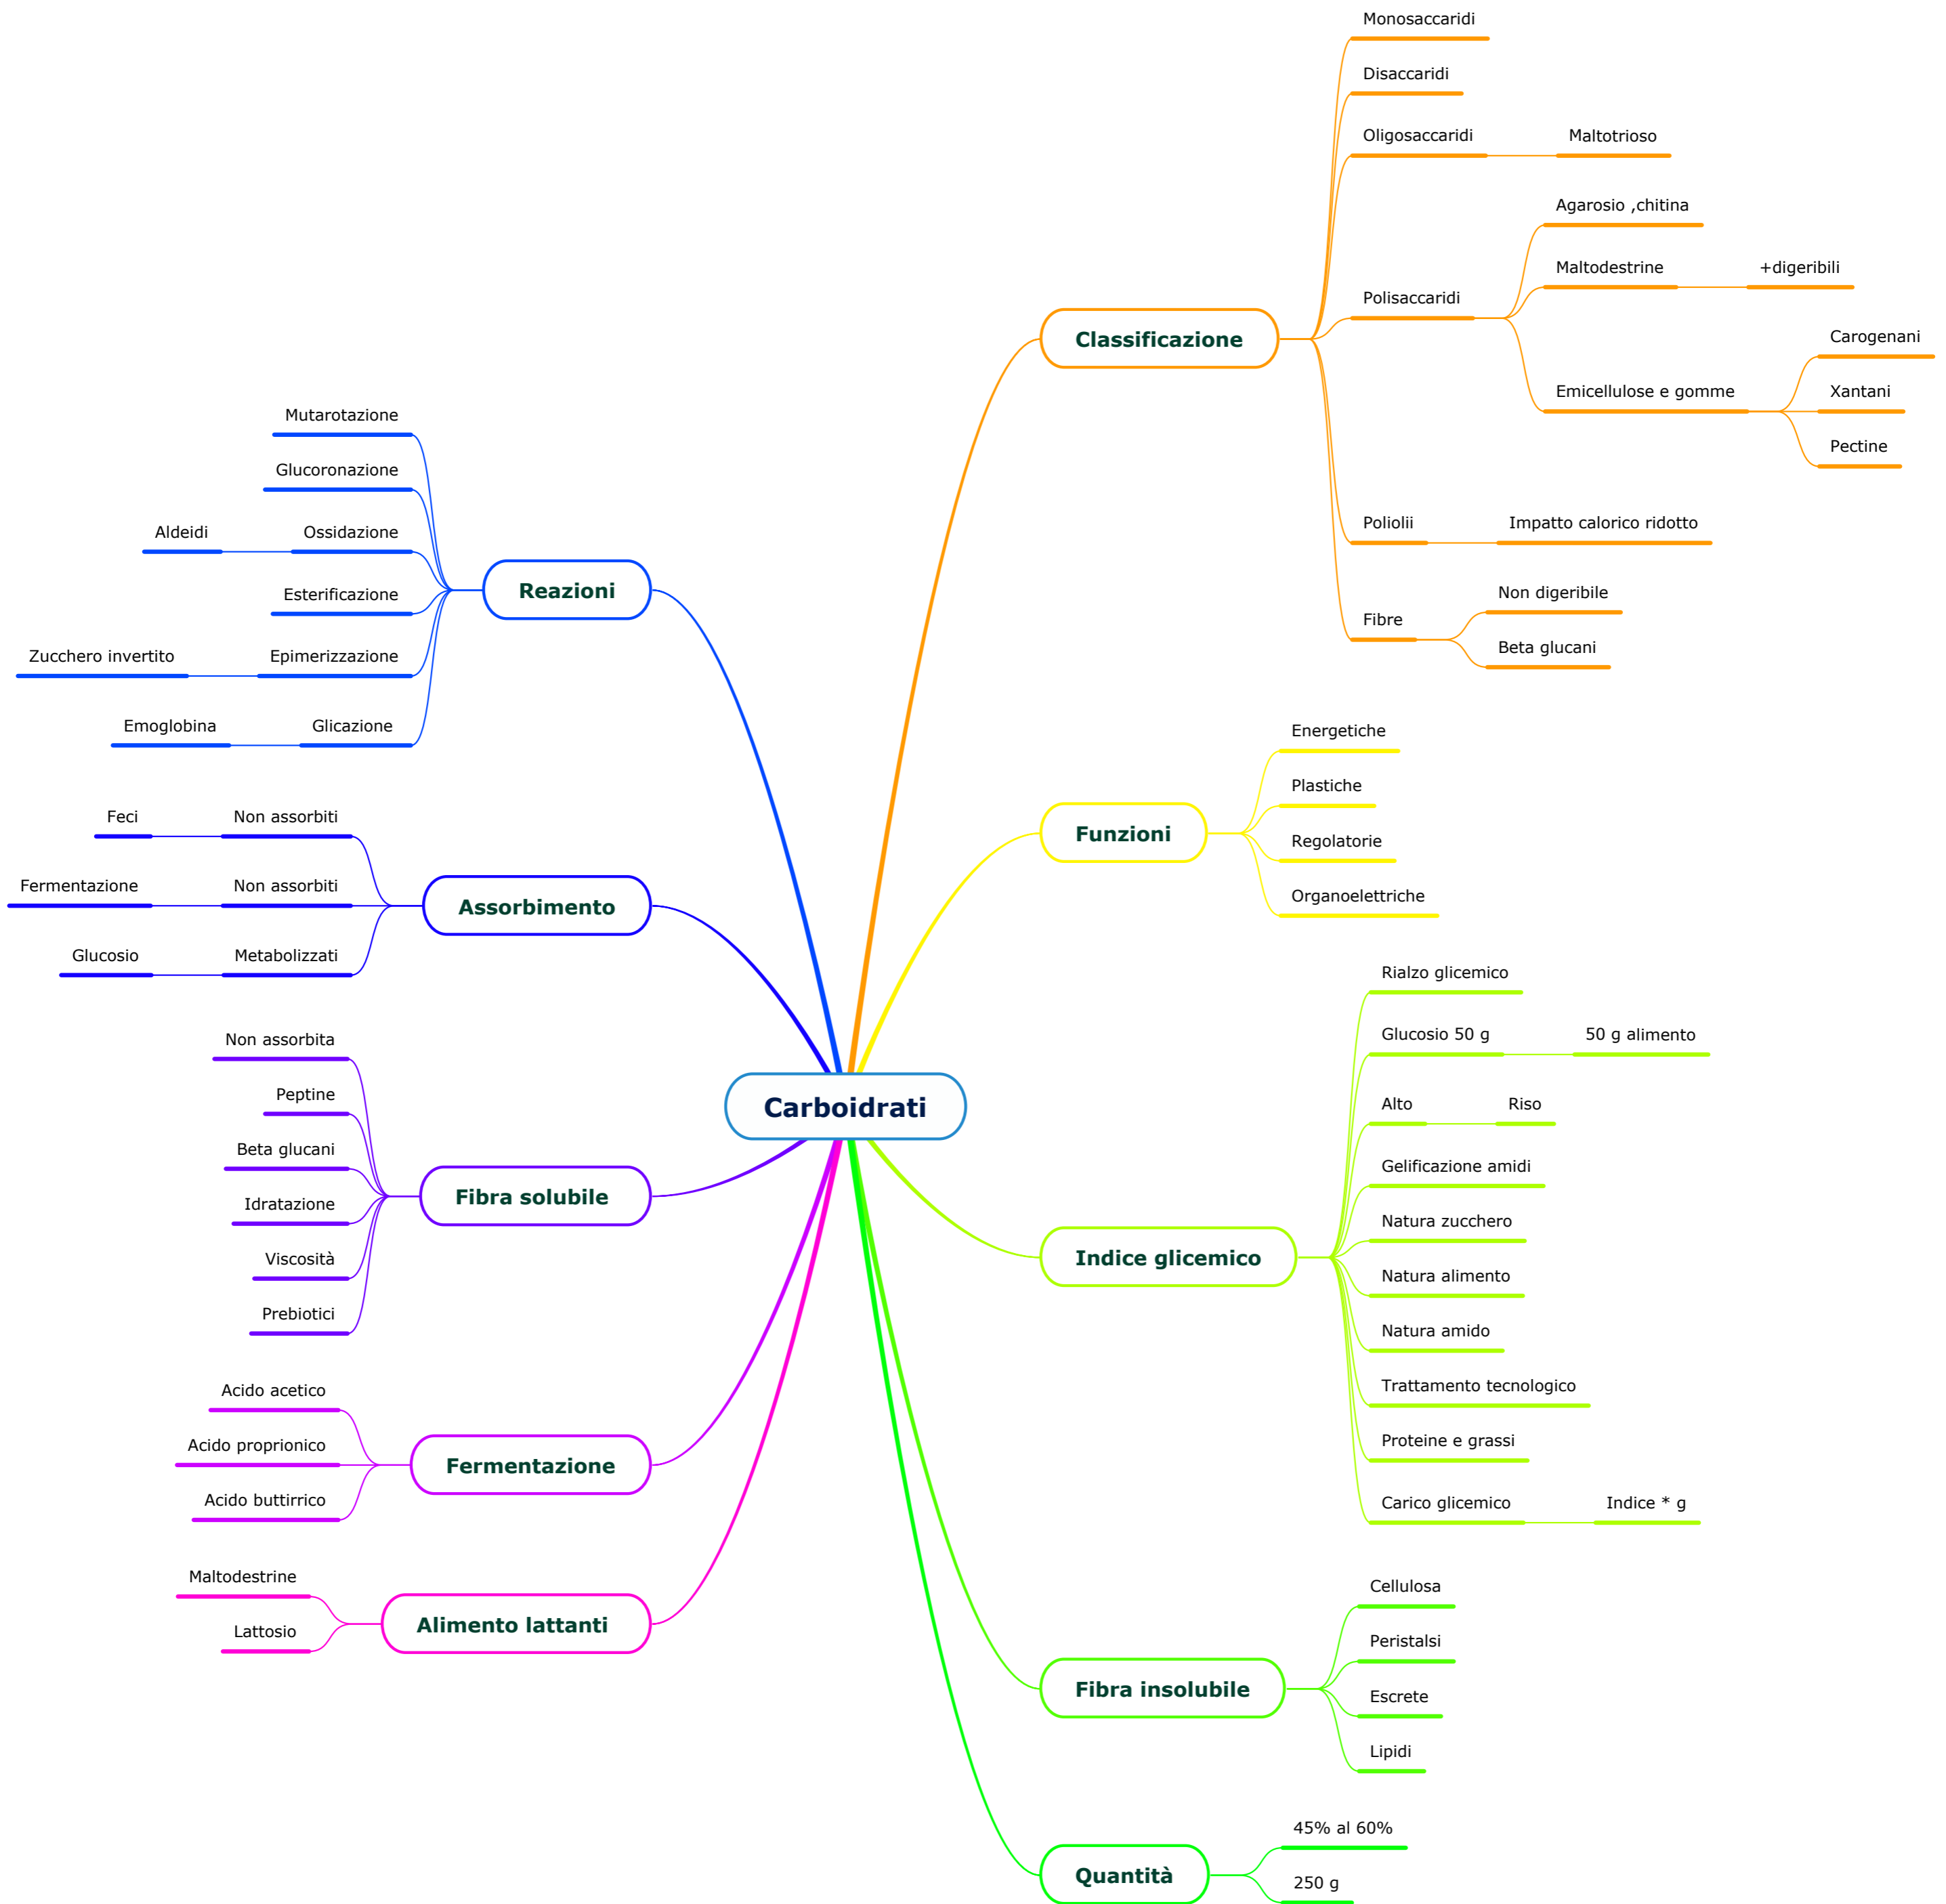 Carboidrati
Classificazione
Monosaccaridi
Disaccaridi
Oligosaccaridi
Maltotrioso
Polisaccaridi
Agarosio ,chitina
Maltodestrine
+digeribili
Emicellulose e gomme
Carogenani
Xantani
Pectine
Poliolii
Impatto calorico ridotto
Fibre
Non digeribile
Beta glucani
Funzioni
Energetiche
Plastiche
Regolatorie
Organoelettriche
Indice glicemico
Rialzo glicemico
Glucosio 50 g
50 g alimento
Alto
Riso
Gelificazione amidi
Natura zucchero
Natura alimento
Natura amido
Trattamento tecnologico
Proteine e grassi
Carico glicemico
Indice * g
Fibra insolubile
Cellulosa
Peristalsi
Escrete
Lipidi
Quantità
45% al 60%
250 g
Reazioni
Mutarotazione
Glucoronazione
Ossidazione
Aldeidi
Esterificazione
Epimerizzazione
Zucchero invertito
Glicazione
Emoglobina
Assorbimento
Non assorbiti
Feci
Non assorbiti
Fermentazione
Metabolizzati
Glucosio
Fibra solubile
Non assorbita
Peptine
Beta glucani
Idratazione
Viscosità
Prebiotici
Fermentazione
Acido acetico
Acido proprionico
Acido buttirrico
Alimento lattanti
Maltodestrine
Lattosio